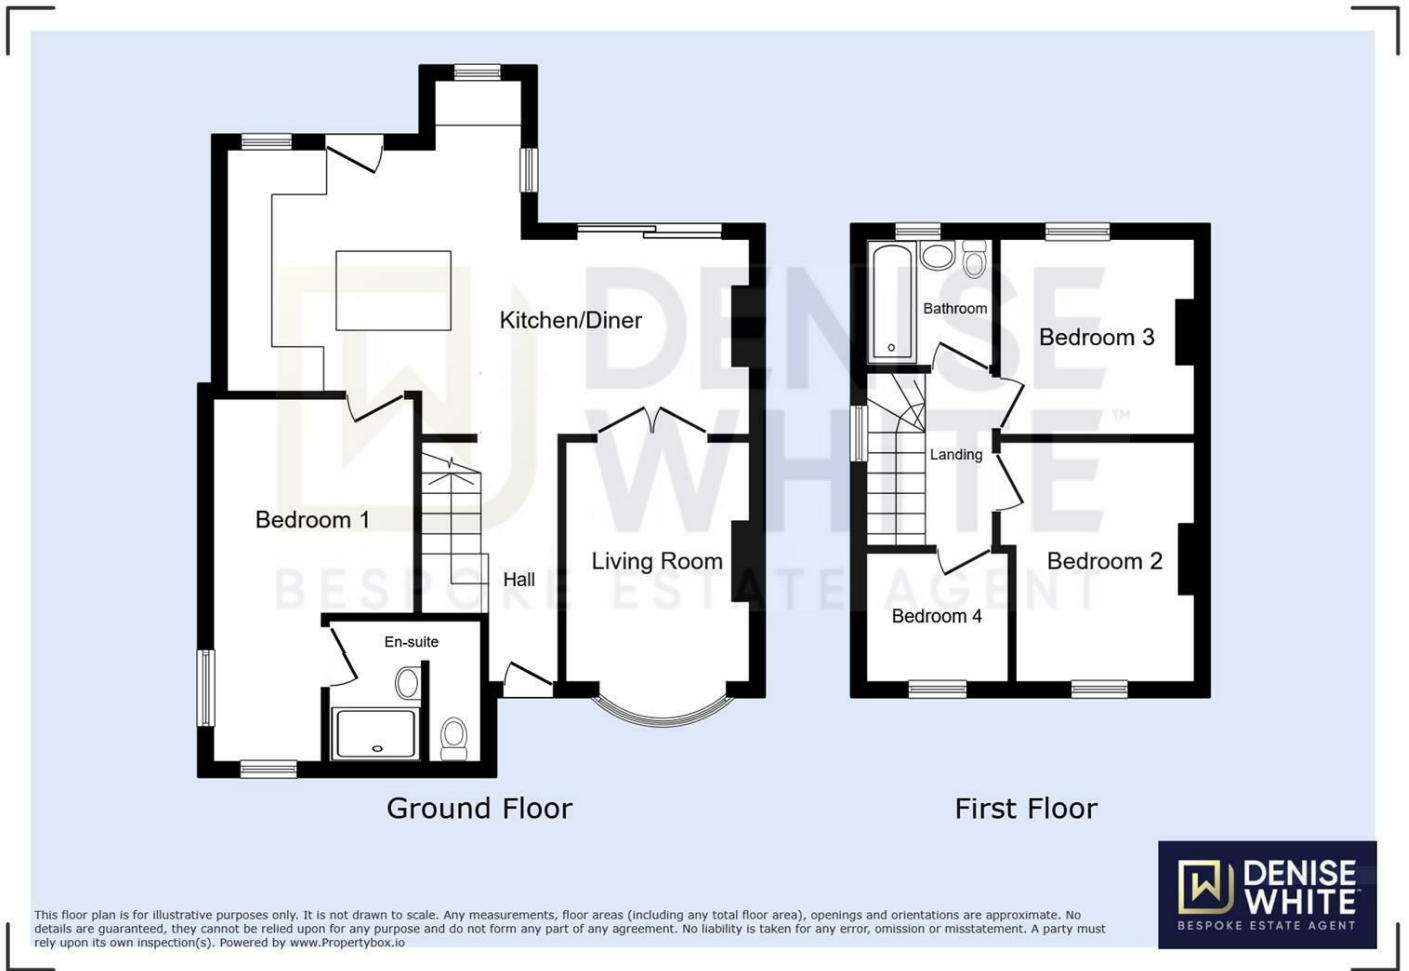 Kitchen/Diner
Bedroom 1
Living Room
Hall
En-suite
Ground Floor
Bathroom
Bedroom 3
Landing
Bedroom 2
Bedroom 4
First Floor
DENISE
WHITE™
BESPOKE ESTATE AGENT
This floor plan is for illustrative purposes only. It is not drawn to scale. Any measurements, floor areas (including any total floor area), openings and orientations are approximate. No
details are guaranteed, they cannot be relied upon for any purpose and do not form any part of any agreement. No liability is taken for any error, omission or misstatement. A party must
rely upon its own inspection(s). Powered by www.Propertybox.io
DENISE
WHITE™
BESPOKE ESTATE AGENT